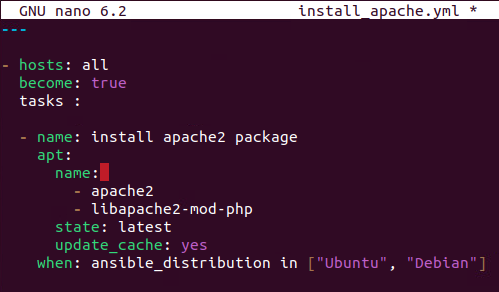 GNU nano 6.2 install_apache.yml *
---
- hosts: all
become: true
tasks :
- name: install apache2 package
apt:
name:
- apache2
- libapache2-mod-php
state: latest
update_cache: yes
when: ansible_distribution in ["Ubuntu", "Debian"]